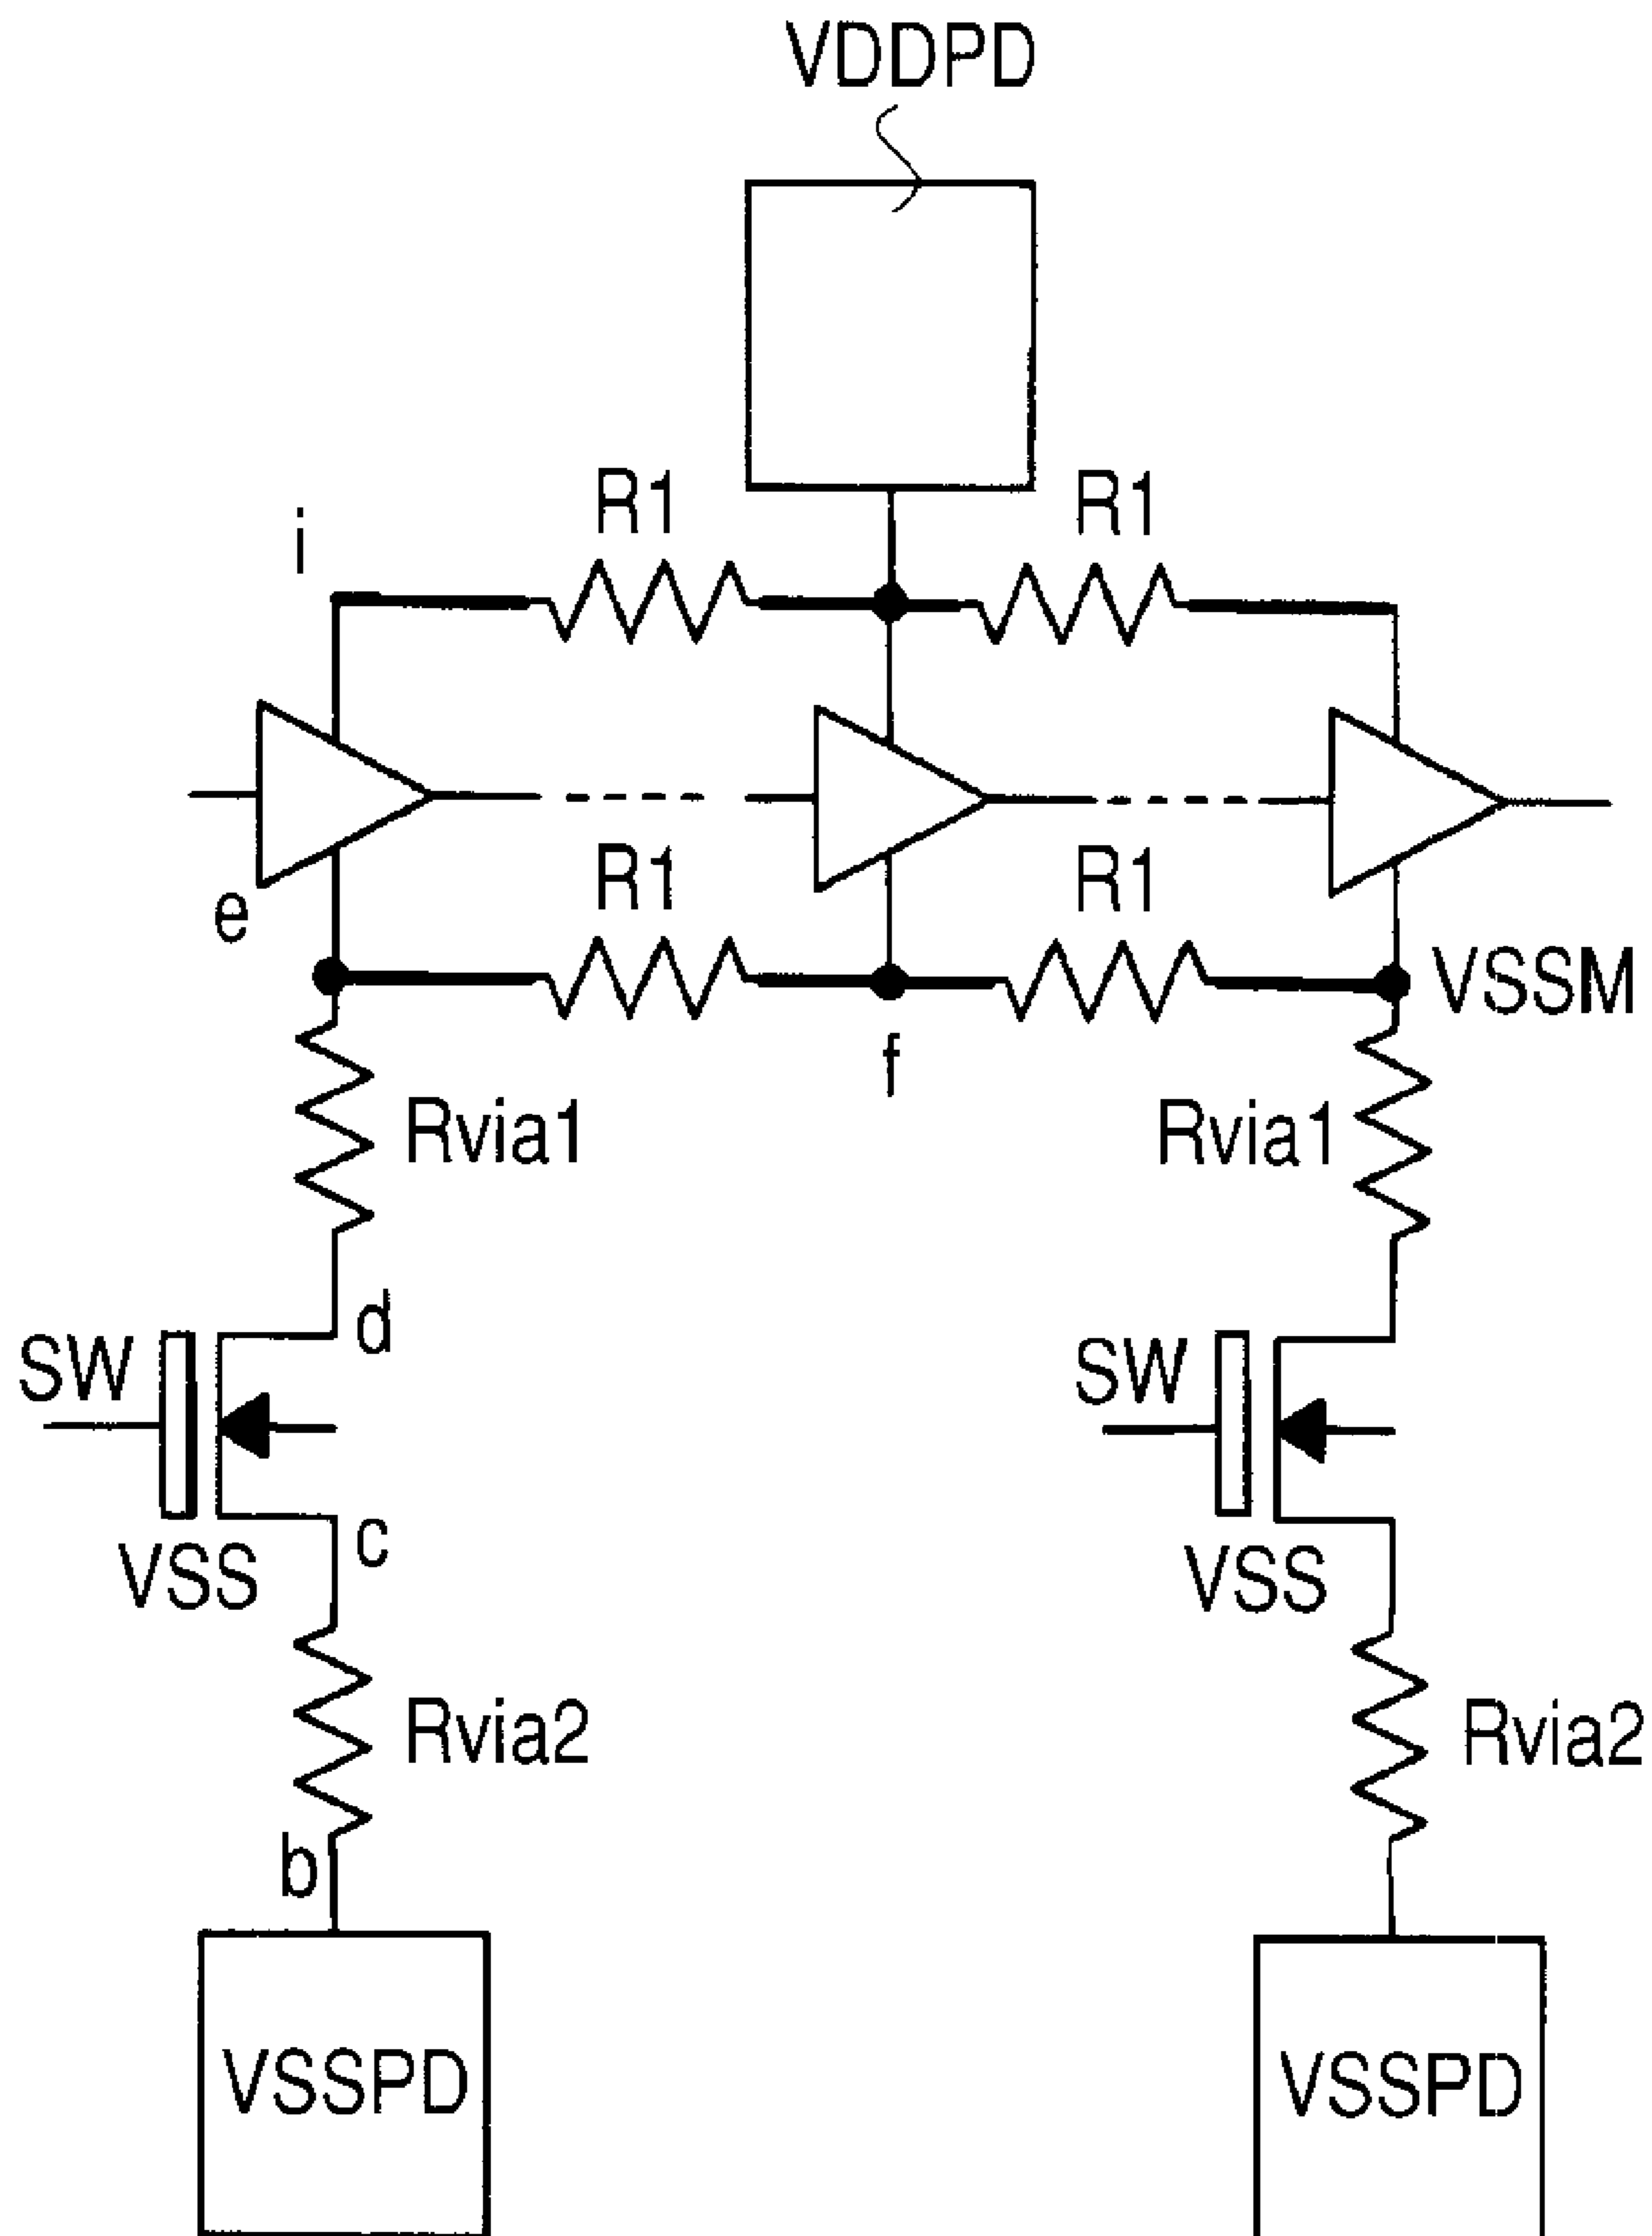 VDDPD
R1
R1
i
R1
R1
e
VSSM
f
Rvia1
Rvia1
d
SW
SW
c
VSS
VSS
Rvia2
Rvia2
b
VSSPD
VSSPD